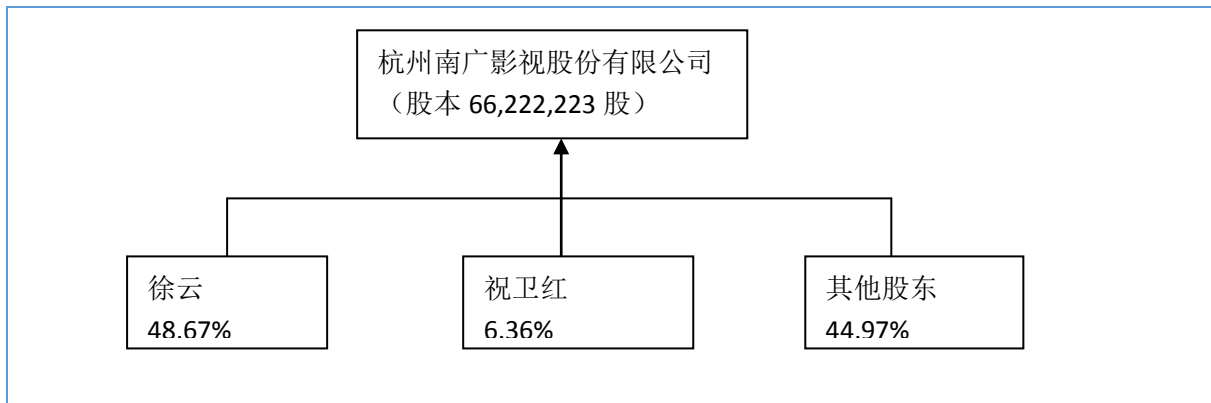 杭州南广影视股份有限公司
（股本 66,222,223 股）
徐云
48.67%
祝卫红
6.36%
其他股东
44.97%